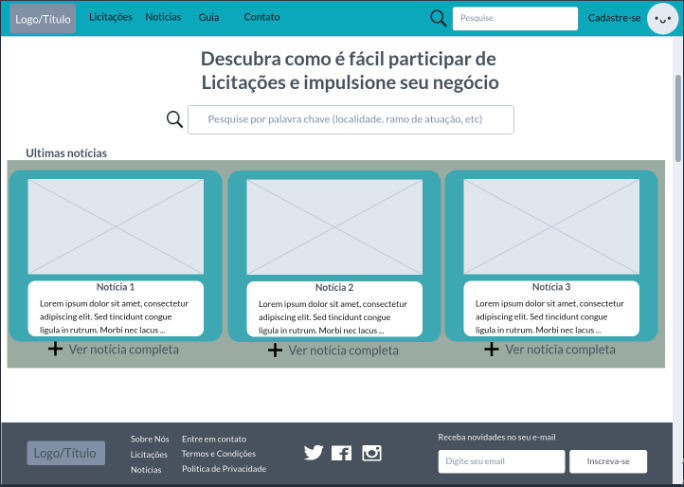 Logo/Título
Licitações
Noticias
Guia
Contato
Pesquise
Cadastre-se
Descubra como é fácil participar de
Licitações e impulsione seu negócio
Pesquise por palavra chave (localidade, ramo de atuação, etc)
Ultimas notícias
Notícia 1
Lorem ipsum dolor sit amet, consectetur
adipiscing elit. Sed tincidunt congue
ligula in rutrum. Morbi nec lacus ...
Ver notícia completa
Notícia 2
Lorem ipsum dolor sit amet, consectetur
adipiscing elit. Sed tincidunt congue
ligula in rutrum. Morbi nec lacus ...
Ver notícia completa
Notícia 3
Lorem ipsum dolor sit amet, consectetur
adipiscing elit. Sed tincidunt congue
ligula in rutrum. Morbi nec lacus ...
Ver notícia completa
Logo/Título
Sobre Nós
Licitações
Notícias
Entre em contato
Termos e Condições
Politica de Privacidade
Receba novidades no seu e-mail
Digite seu email
Inscreva-se